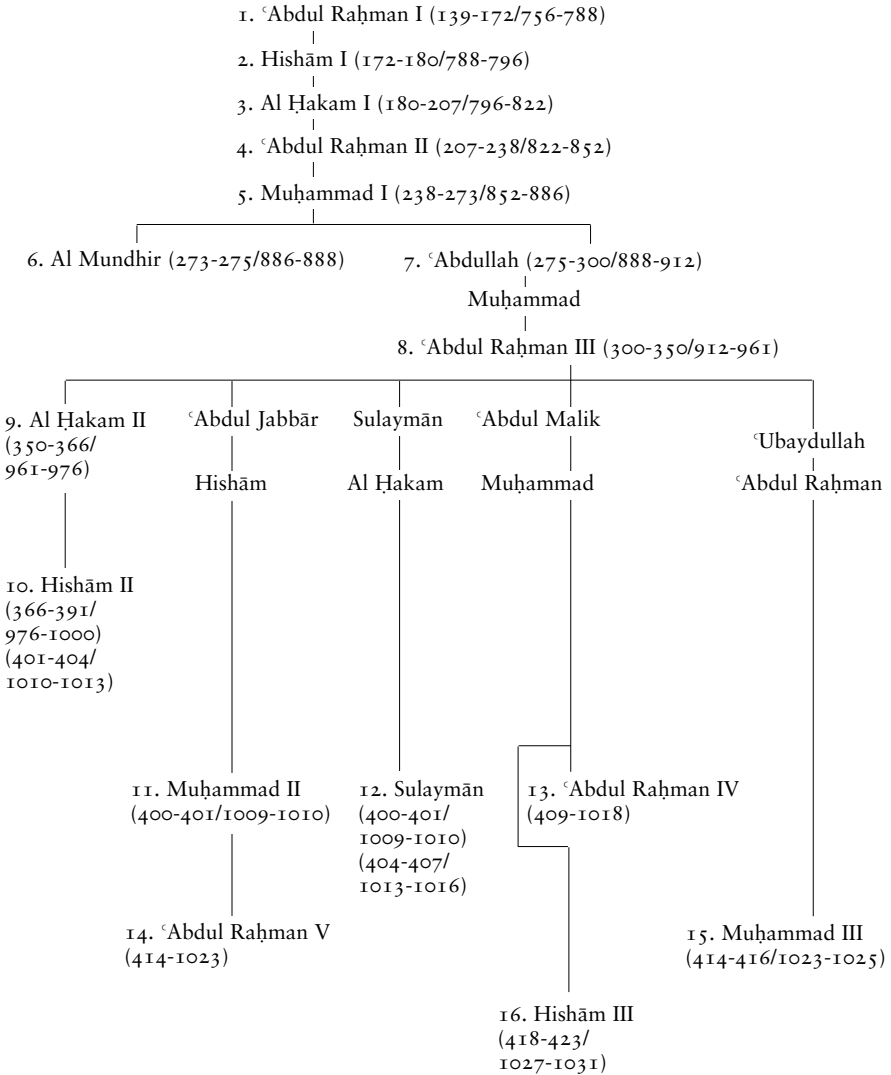 1. ʿAbdul Raḥman I (139-172/756-788)
2. Hishām I (172-180/788-796)
3. Al Ḥakam I (180-207/796-822)
4. ʿAbdul Raḥman II (207-238/822-852)
5. Muḥammad I (238-273/852-886)
6. Al Mundhir (273-275/886-888)
7. ʿAbdullah (275-300/888-912)
Muḥammad
8. ʿAbdul Raḥman III (300-350/912-961)
9. Al Ḥakam II
(350-366/
961-976)
ʿAbdul Jabbār
Sulaymān
ʿAbdul Malik
ʿUbaydullah
Hishām
Al Ḥakam
Muḥammad
ʿAbdul Raḥman
10. Hishām II
(366-391/
976-1000)
(401-404/
1010-1013)
11. Muḥammad II
(400-401/1009-1010)
12. Sulaymān
(400-401/
1009-1010)
(404-407/
1013-1016)
13. ʿAbdul Raḥman IV
(409-1018)
14. ʿAbdul Raḥman V
(414-1023)
15. Muḥammad III
(414-416/1023-1025)
16. Hishām III
(418-423/
1027-1031)